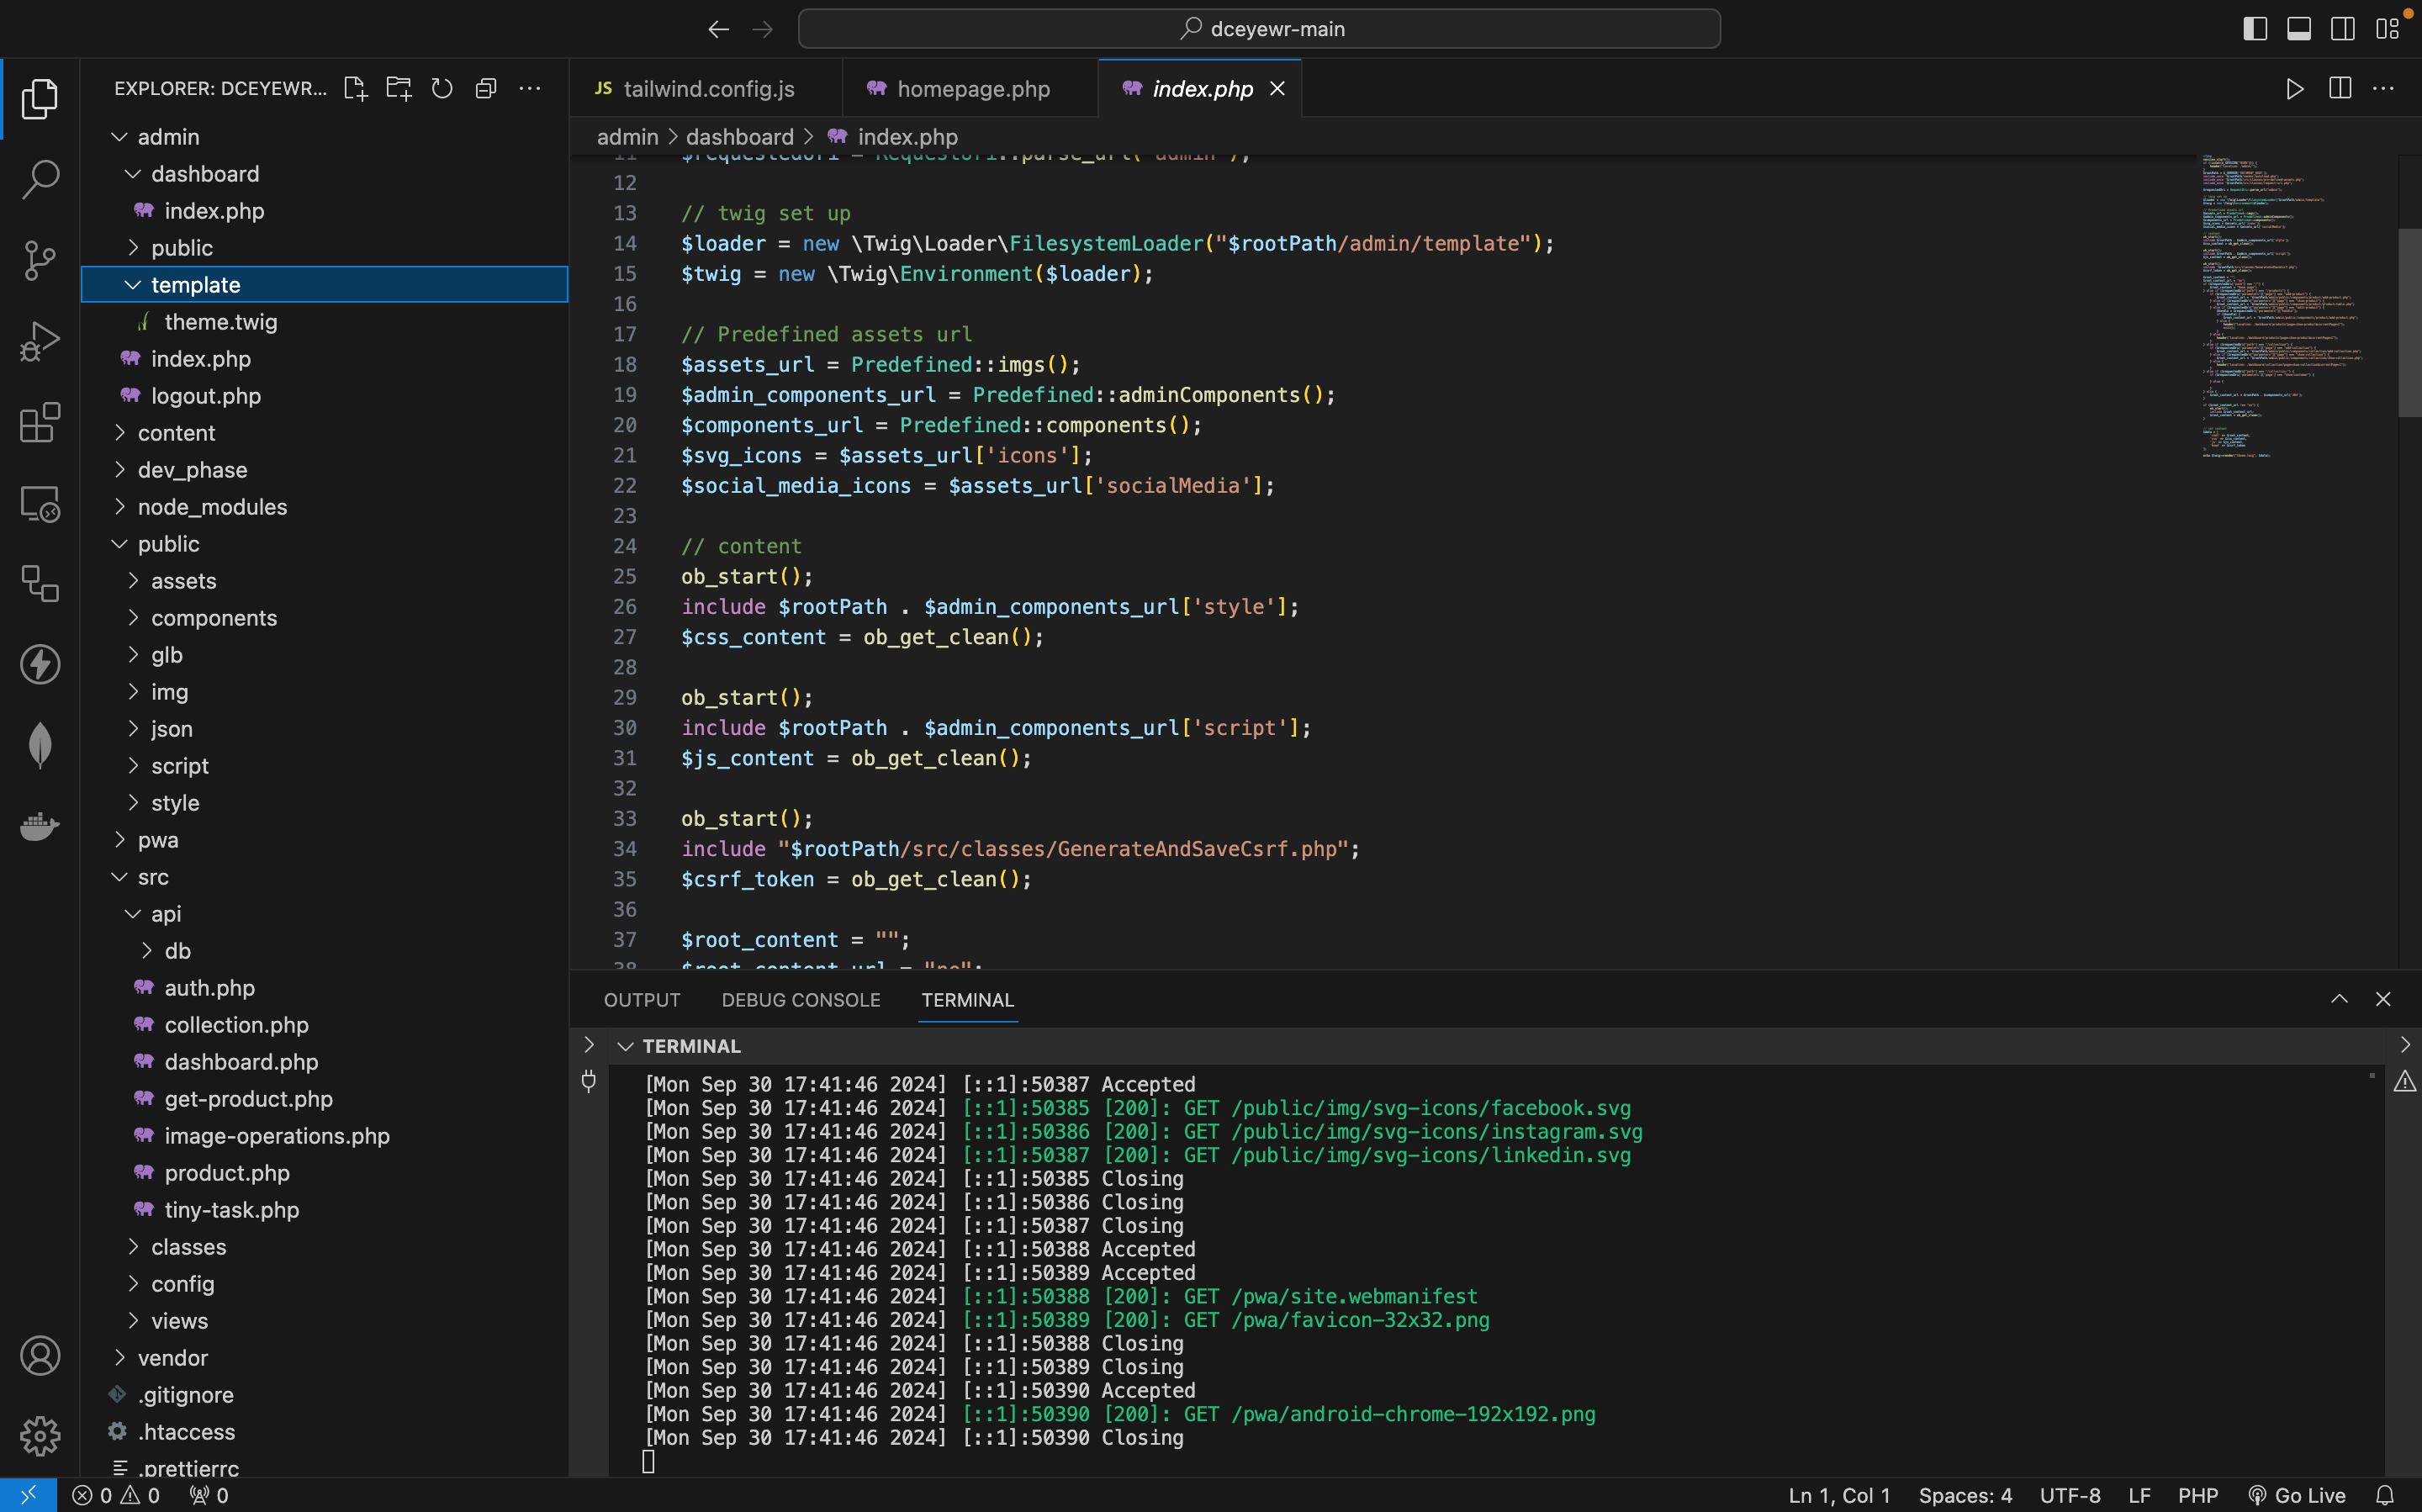 dceyewr-main
EXPLORER: DCEYEWR...
admin
dashboard
index.php
public
template
theme.twig
index.php
logout.php
content
dev_phase
node_modules
public
assets
components
glb
img
json
script
style
pwa
src
api
db
auth.php
collection.php
dashboard.php
get-product.php
image-operations.php
product.php
tiny-task.php
classes
config
views
vendor
.gitignore
.htaccess
.prettierrc
JS tailwind.config.js
homepage.php
index.php
admin > dashboard > index.php
12
13 // twig set up
14 $loader = new \Twig\Loader\FilesystemLoader("$rootPath/admin/template");
15 $twig = new \Twig\Environment($loader);
16
17 // Predefined assets url
18 $assets_url = Predefined::imgs();
19 $admin_components_url = Predefined::adminComponents();
20 $components_url = Predefined::components();
21 $svg_icons = $assets_url['icons'];
22 $social_media_icons = $assets_url['socialMedia'];
23
24 // content
25 ob_start();
26 include $rootPath . $admin_components_url['style'];
27 $css_content = ob_get_clean();
28
29 ob_start();
30 include $rootPath . $admin_components_url['script'];
31 $js_content = ob_get_clean();
32
33 ob_start();
34 include "$rootPath/src/classes/GenerateAndSaveCsrf.php";
35 $csrf_token = ob_get_clean();
36
37 $root_content = "";
38 $root_content_url = "no";
OUTPUT
DEBUG CONSOLE
TERMINAL
TERMINAL
[Mon Sep 30 17:41:46 2024] [::1]:50387 Accepted
[Mon Sep 30 17:41:46 2024] [::1]:50385 [200]: GET /public/img/svg-icons/facebook.svg
[Mon Sep 30 17:41:46 2024] [::1]:50386 [200]: GET /public/img/svg-icons/instagram.svg
[Mon Sep 30 17:41:46 2024] [::1]:50387 [200]: GET /public/img/svg-icons/linkedin.svg
[Mon Sep 30 17:41:46 2024] [::1]:50385 Closing
[Mon Sep 30 17:41:46 2024] [::1]:50386 Closing
[Mon Sep 30 17:41:46 2024] [::1]:50387 Closing
[Mon Sep 30 17:41:46 2024] [::1]:50388 Accepted
[Mon Sep 30 17:41:46 2024] [::1]:50389 Accepted
[Mon Sep 30 17:41:46 2024] [::1]:50388 [200]: GET /pwa/site.webmanifest
[Mon Sep 30 17:41:46 2024] [::1]:50389 [200]: GET /pwa/favicon-32x32.png
[Mon Sep 30 17:41:46 2024] [::1]:50388 Closing
[Mon Sep 30 17:41:46 2024] [::1]:50389 Closing
[Mon Sep 30 17:41:46 2024] [::1]:50390 Accepted
[Mon Sep 30 17:41:46 2024] [::1]:50390 [200]: GET /pwa/android-chrome-192x192.png
[Mon Sep 30 17:41:46 2024] [::1]:50390 Closing
0 0 0
Ln 1, Col 1 Spaces: 4 UTF-8 LF PHP Go Live